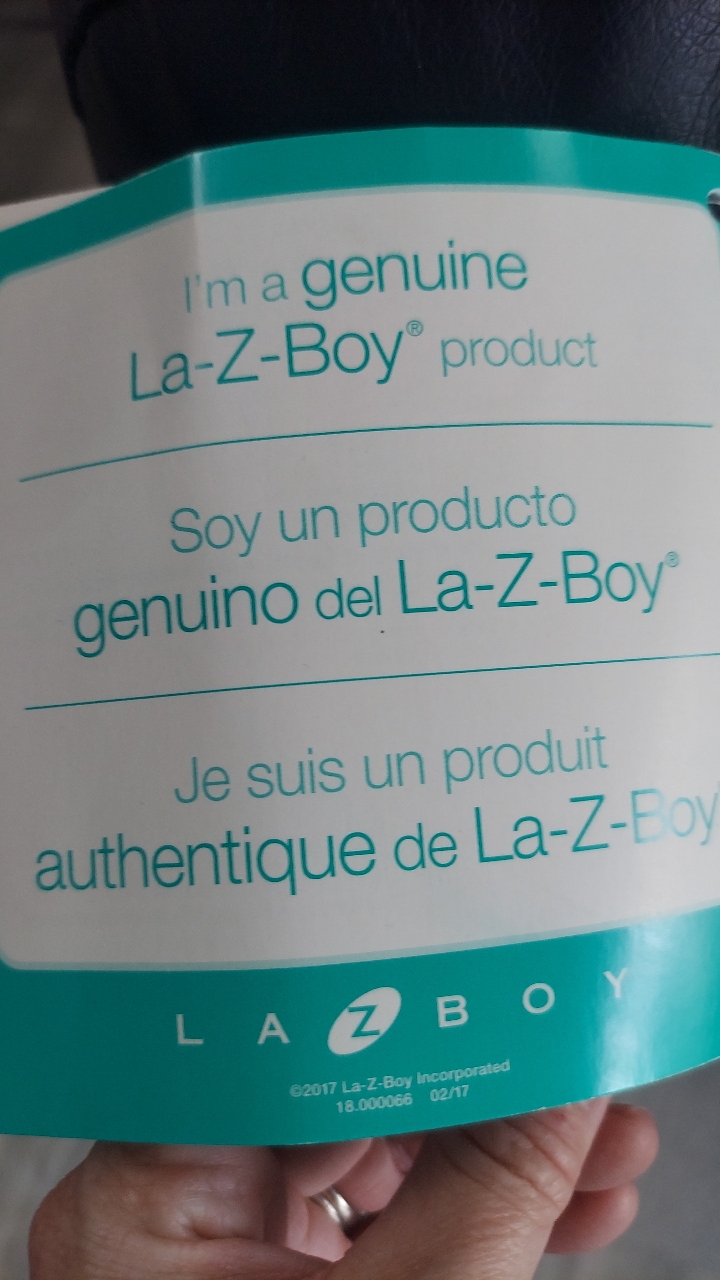 I'm a genuine
La-Z-Boy® product
Soy un producto
genuino del La-Z-Boy®
Je suis un produit
authentique de La-Z-Boy
LAZBOY
©2017 La-Z-Boy Incorporated
18.000066 02/17